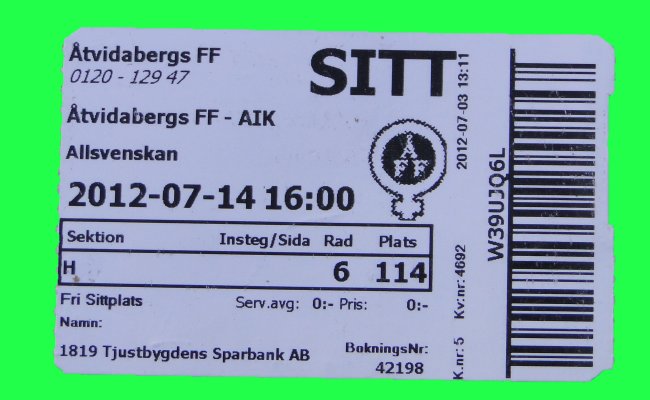 Åtvidabergs FF
0120 - 129 47
SITT
Åtvidabergs FF - AIK
Allsvenskan
2012-07-14 16:00
ÅFF
Sektion Insteg/Sida Rad Plats
H 6 114
Fri Sittplats Serv.avg: 0:- Pris: 0:-
Namn:
1819 Tjustbygdens Sparbank AB
BokningsNr:
42198
K.nr: 5 Kv:nr: 4692 2012-07-03 13:11
W39UJQ6L